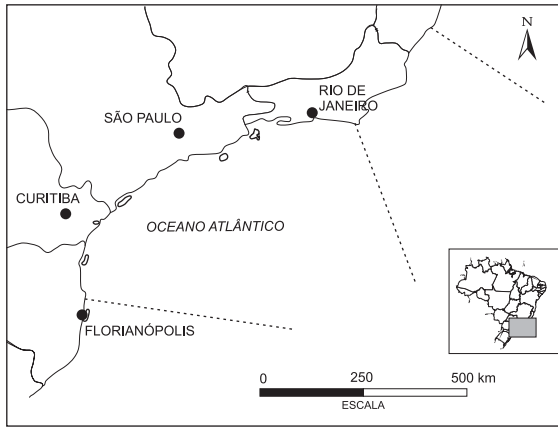 N
RIO DE
JANEIRO
SÃO PAULO
CURITIBA
OCEANO ATLÂNTICO
FLORIANÓPOLIS
0 250 500 km
ESCALA